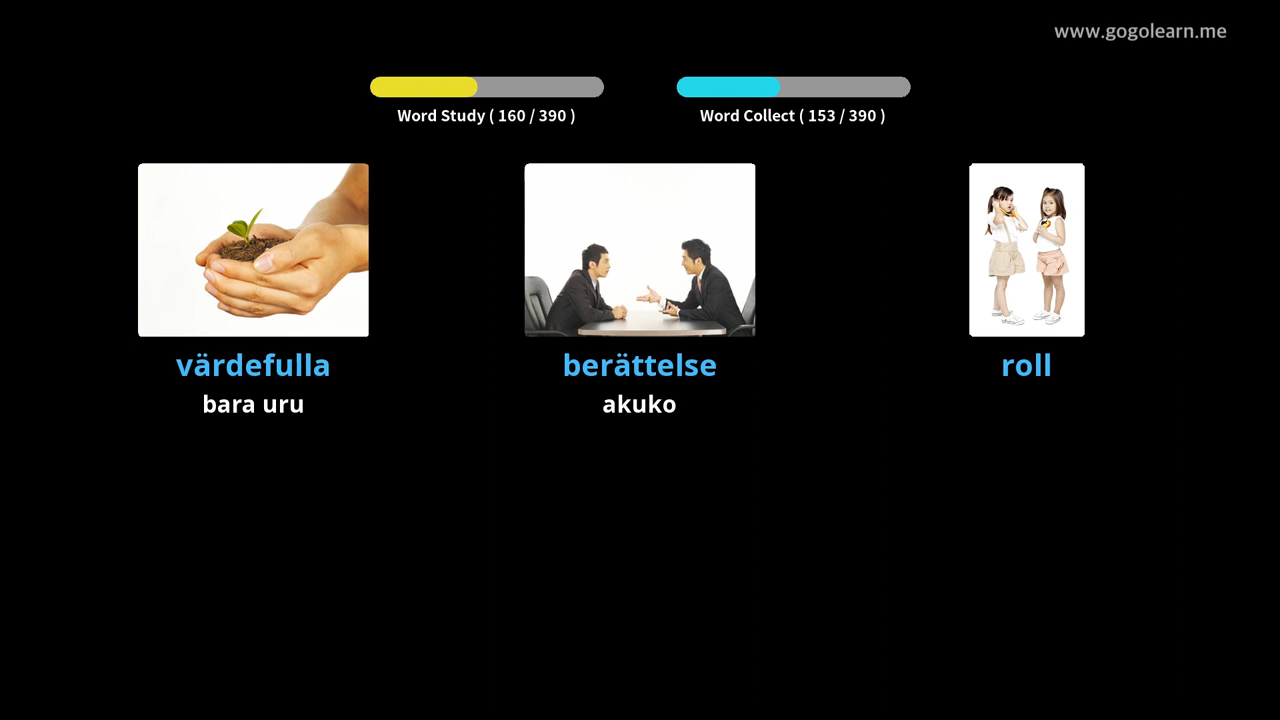 www.gogolearn.me
Word Study ( 160 / 390 )
Word Collect ( 153 / 390 )
värdefulla
bara uru
berättelse
akuko
roll